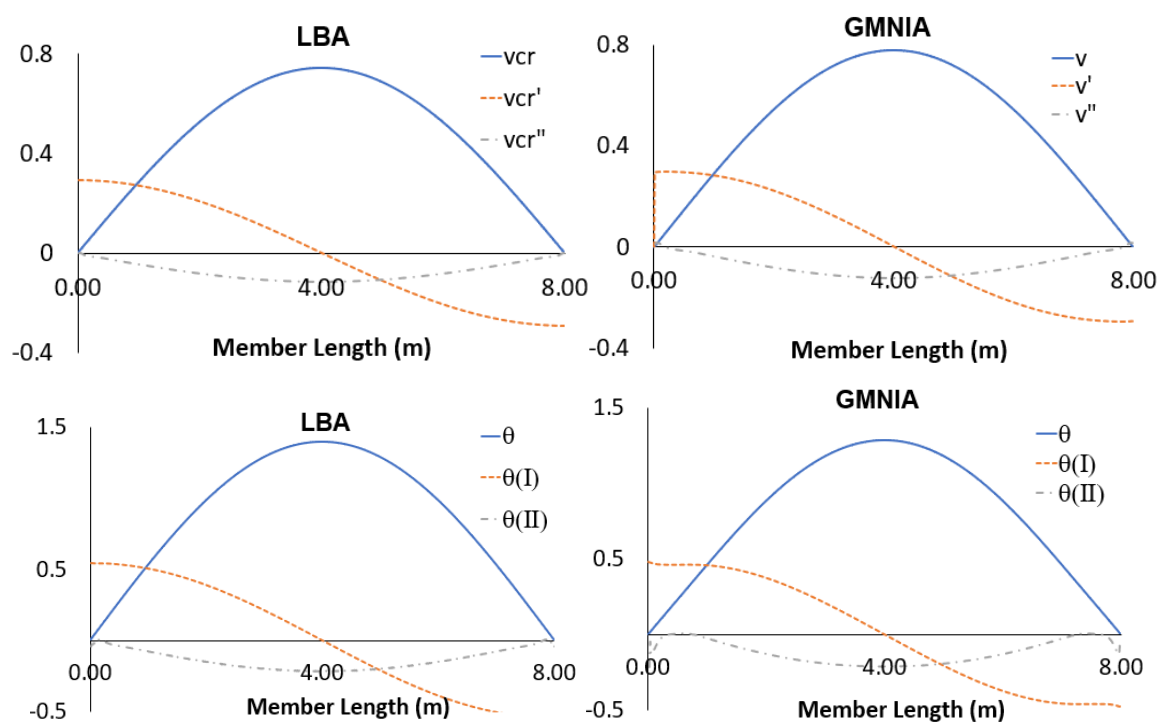 LBA
0.8
0.4
0
-0.4
vcr
vcr'
vcr"
0.00
4.00
8.00
Member Length (m)
GMNIA
0.8
0.4
0
-0.4
v
v'
v"
0.00
4.00
8.00
Member Length (m)
LBA
1.5
0.5
-0.5
θ
θ(I)
θ(II)
0.00
4.00
8.00
Member Length (m)
GMNIA
1.5
0.5
-0.5
θ
θ(I)
θ(II)
0.00
4.00
8.00
Member Length (m)